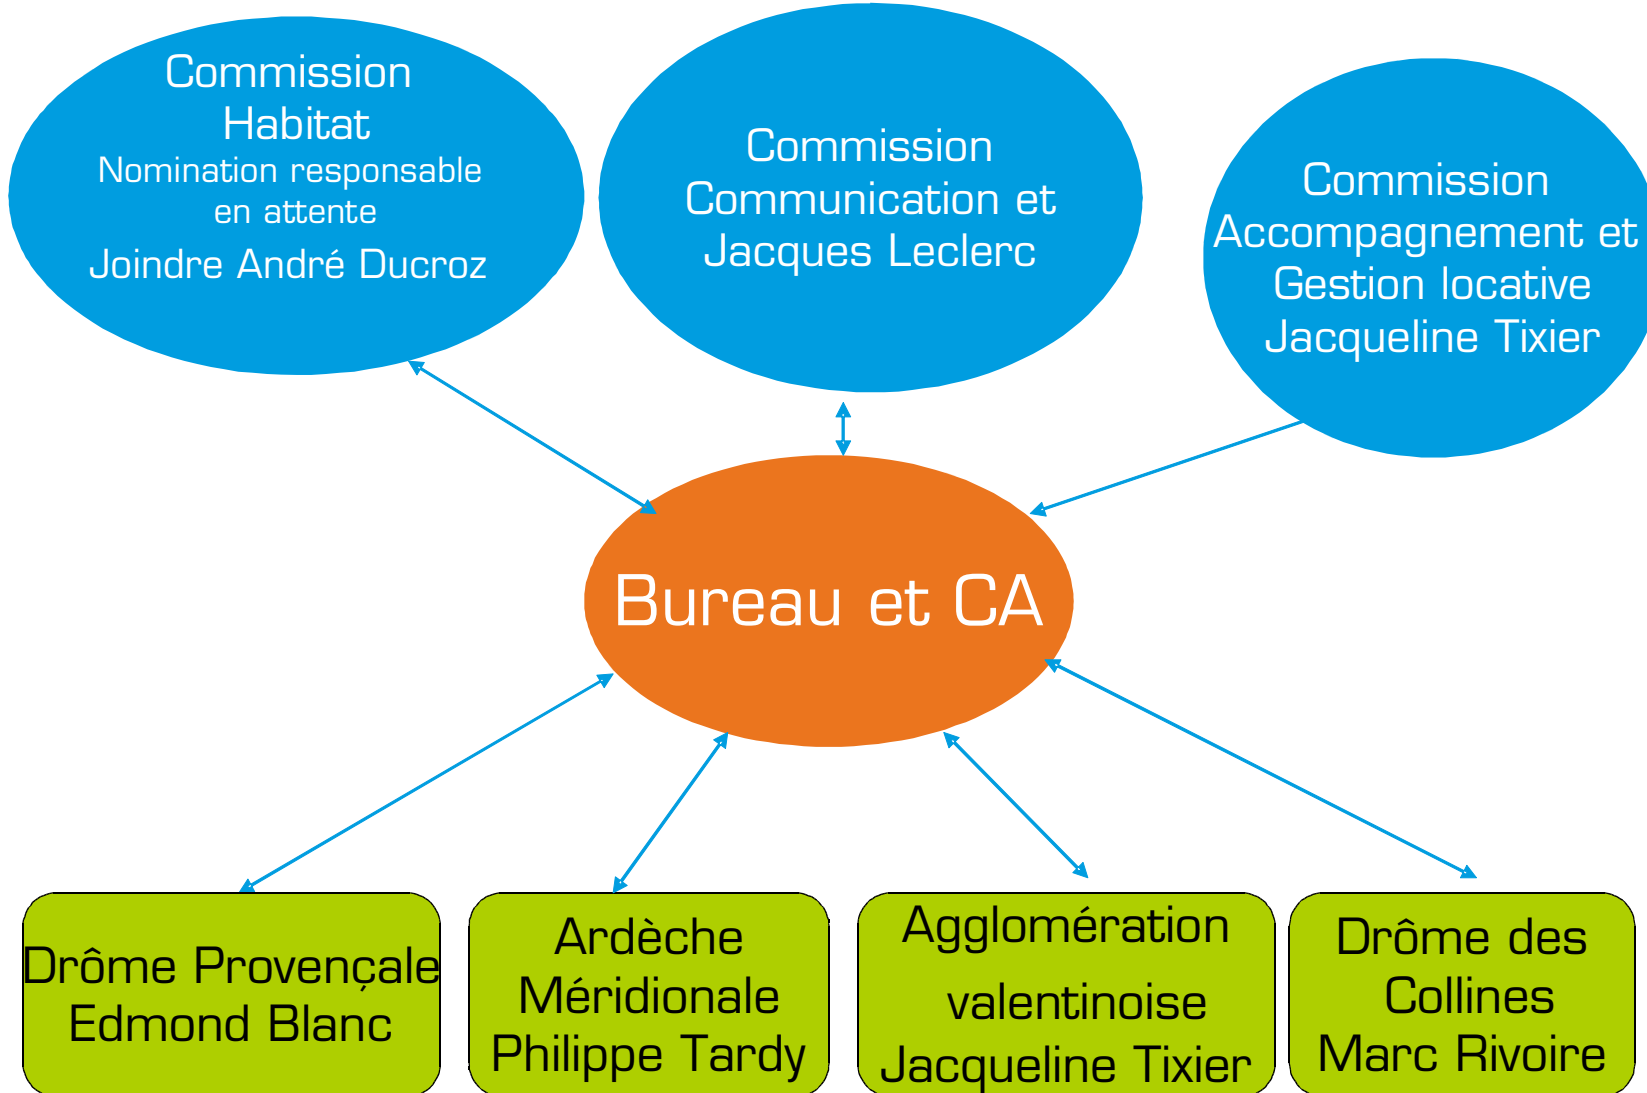 Commission
Habitat
Nomination responsable
en attente
Joindre André Ducroz
Commission
Communication et
Jacques Leclerc
Commission
Accompagnement et
Gestion locative
Jacqueline Tixier
Bureau et CA
Drôme Provençale
Edmond Blanc
Ardèche
Méridionale
Philippe Tardy
Agglomération
valentinoise
Jacqueline Tixier
Drôme des
Collines
Marc Rivoire